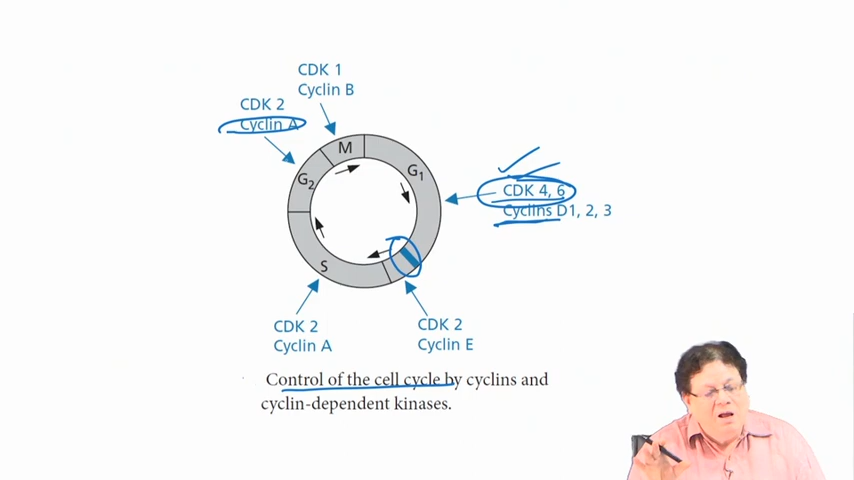 CDK 1
Cyclin B
CDK 2
Cyclin A
M
G1
G2
CDK 4, 6
Cyclins D1, 2, 3
S
CDK 2
Cyclin A
CDK 2
Cyclin E
Control of the cell cycle by cyclins and
cyclin-dependent kinases.